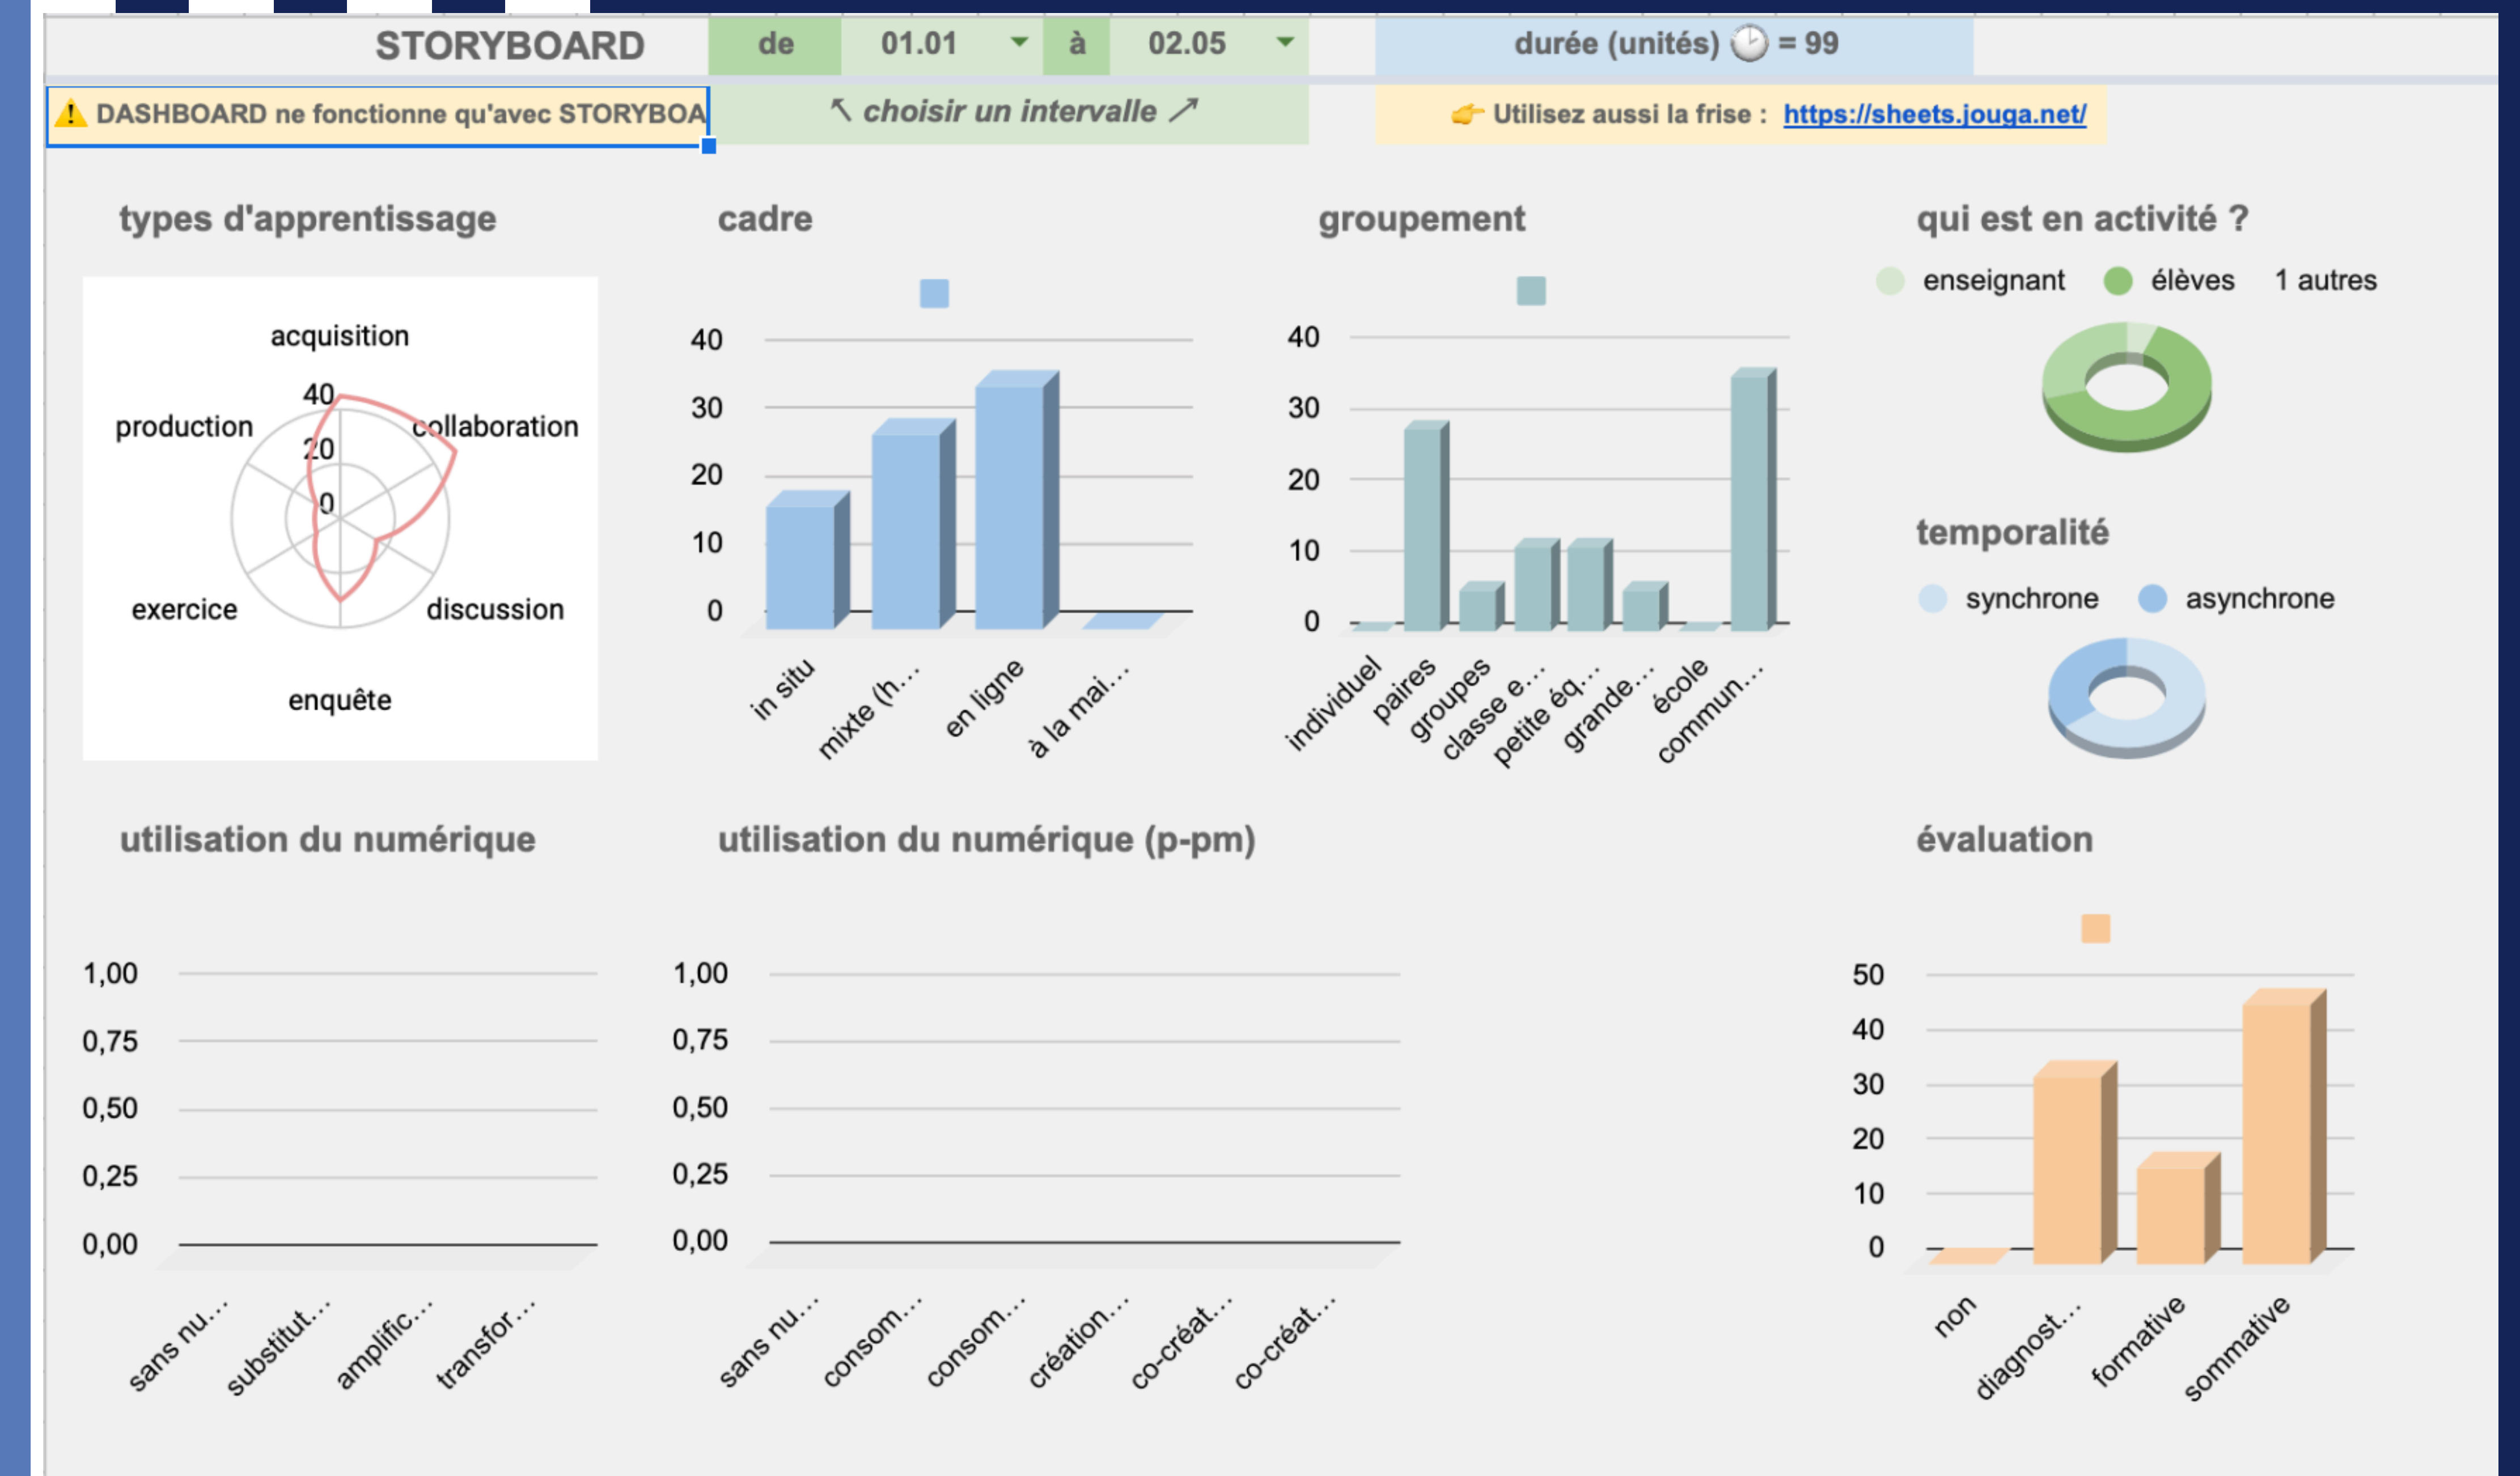 STORYBOARD de 01.01 à 02.05 durée (unités) 🕑 = 99
⚠️ DASHBOARD ne fonctionne qu'avec STORYBOA
↖ choisir un intervalle ↗
👉 Utilisez aussi la frise : https://sheets.jouga.net/
types d'apprentissage
acquisition
40
production
collaboration
20
0
exercice
discussion
enquête
cadre
40
30
20
10
0
in situ
mixte (h...
en ligne
à la mai...
groupement
40
30
20
10
0
individuel
paires
groupes
classe e...
petite éq...
grande...
école
commun...
qui est en activité ?
enseignant élèves 1 autres
temporalité
synchrone asynchrone
utilisation du numérique
1,00
0,75
0,50
0,25
0,00
sans nu...
substitut...
amplific...
transfor...
utilisation du numérique (p-pm)
1,00
0,75
0,50
0,25
0,00
sans nu...
consom...
consom...
création...
co-créat...
co-créat...
évaluation
50
40
30
20
10
0
non
diagnost...
formative
sommative